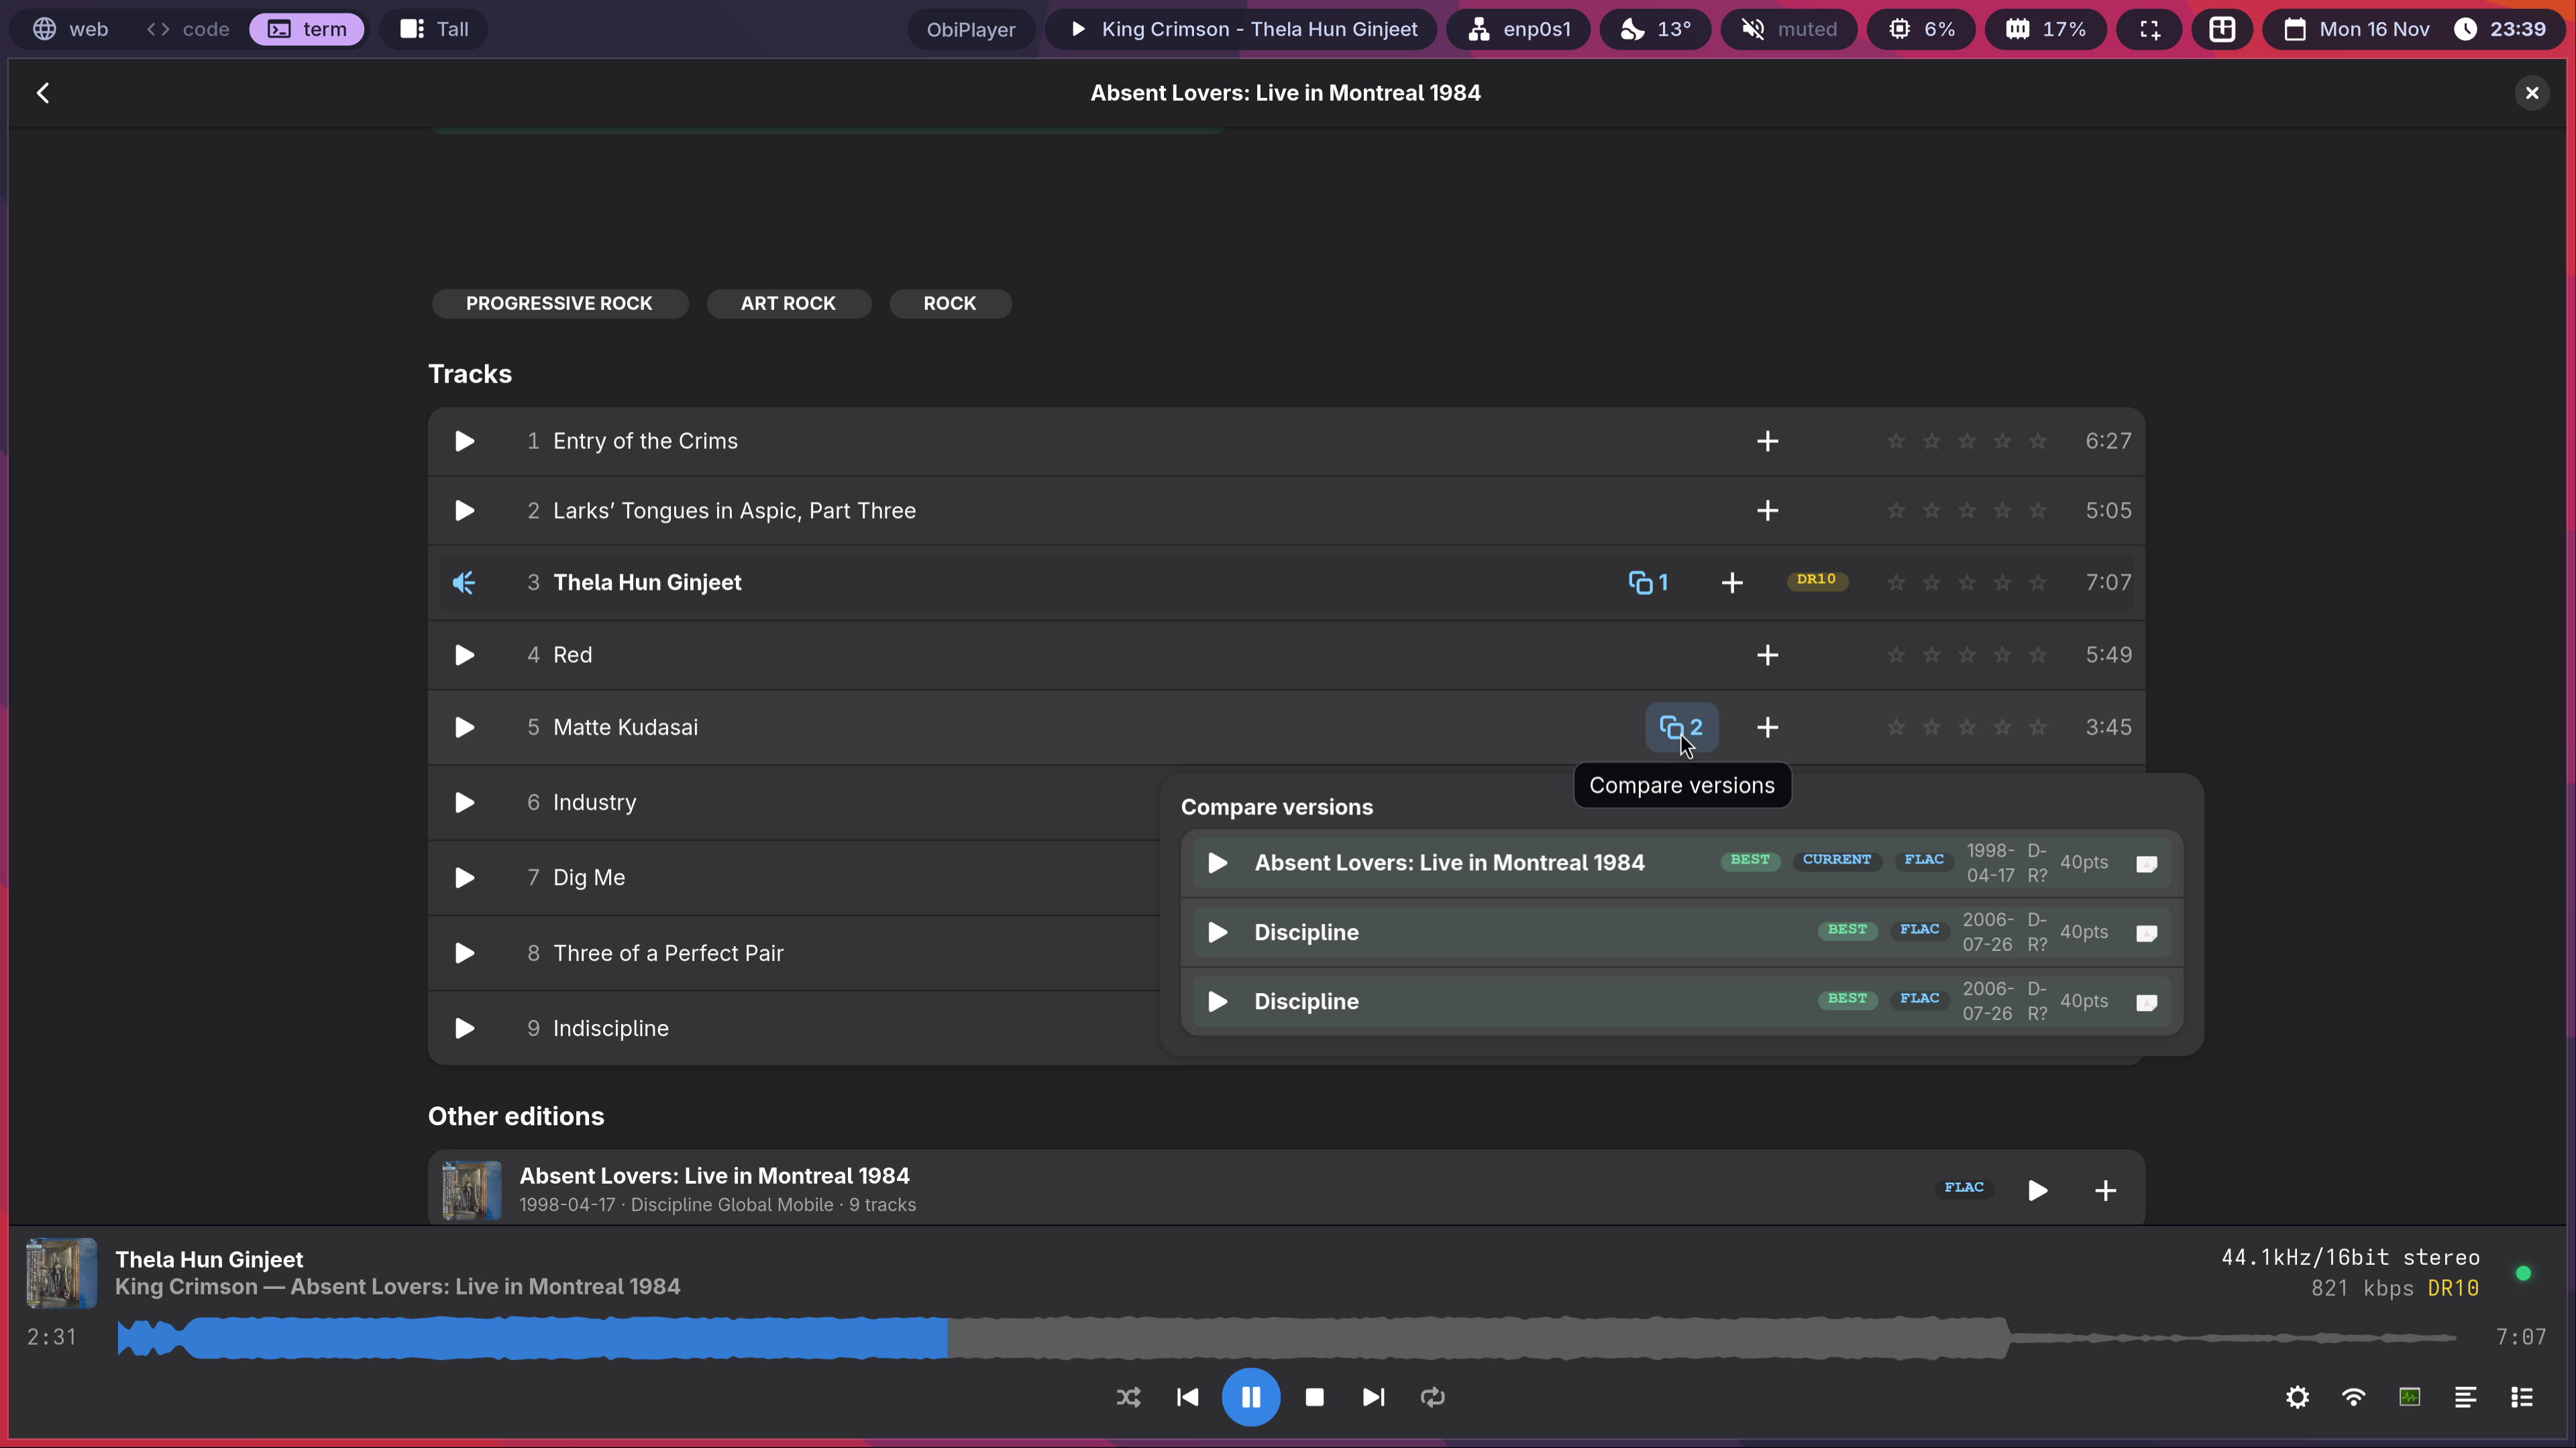 web code term Tall ObiPlayer King Crimson - Thela Hun Ginjeet enp0s1 13° muted 6% 17% Mon 16 Nov 23:39
Absent Lovers: Live in Montreal 1984
PROGRESSIVE ROCK ART ROCK ROCK
Tracks
1 Entry of the Crims 6:27
2 Larks’ Tongues in Aspic, Part Three 5:05
3 Thela Hun Ginjeet 1 DR10 7:07
4 Red 5:49
5 Matte Kudasai 2 3:45
Compare versions
6 Industry
7 Dig Me
8 Three of a Perfect Pair
9 Indiscipline
Compare versions
Absent Lovers: Live in Montreal 1984 BEST CURRENT FLAC 1998- D- 40pts
04-17 R?
Discipline BEST FLAC 2006- D- 40pts
07-26 R?
Discipline BEST FLAC 2006- D- 40pts
07-26 R?
Other editions
Absent Lovers: Live in Montreal 1984 FLAC
1998-04-17 · Discipline Global Mobile · 9 tracks
Thela Hun Ginjeet 44.1kHz/16bit stereo
King Crimson — Absent Lovers: Live in Montreal 1984 821 kbps DR10
2:31 7:07